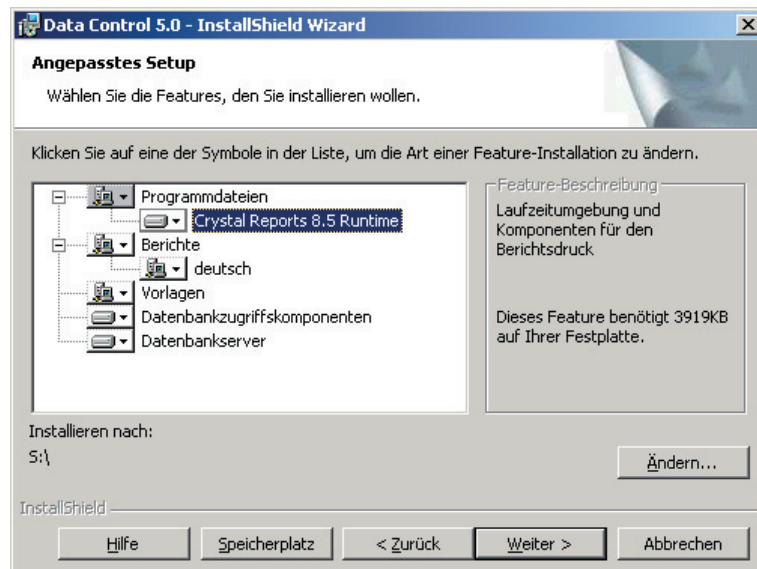 Data Control 5.0 - InstallShield Wizard
Angepasstes Setup
Wählen Sie die Features, den Sie installieren wollen.
Klicken Sie auf eine der Symbole in der Liste, um die Art einer Feature-Installation zu ändern.
Programmdateien
Crystal Reports 8.5 Runtime
Berichte
deutsch
Vorlagen
Datenbankzugriffskomponenten
Datenbankserver
Feature-Beschreibung
Laufzeitumgebung und
Komponenten für den
Berichtsdruck
Dieses Feature benötigt 3919KB
auf Ihrer Festplatte.
Installieren nach:
S:\
Ändern...
InstallShield
Hilfe
Speicherplatz
< Zurück
Weiter >
Abbrechen